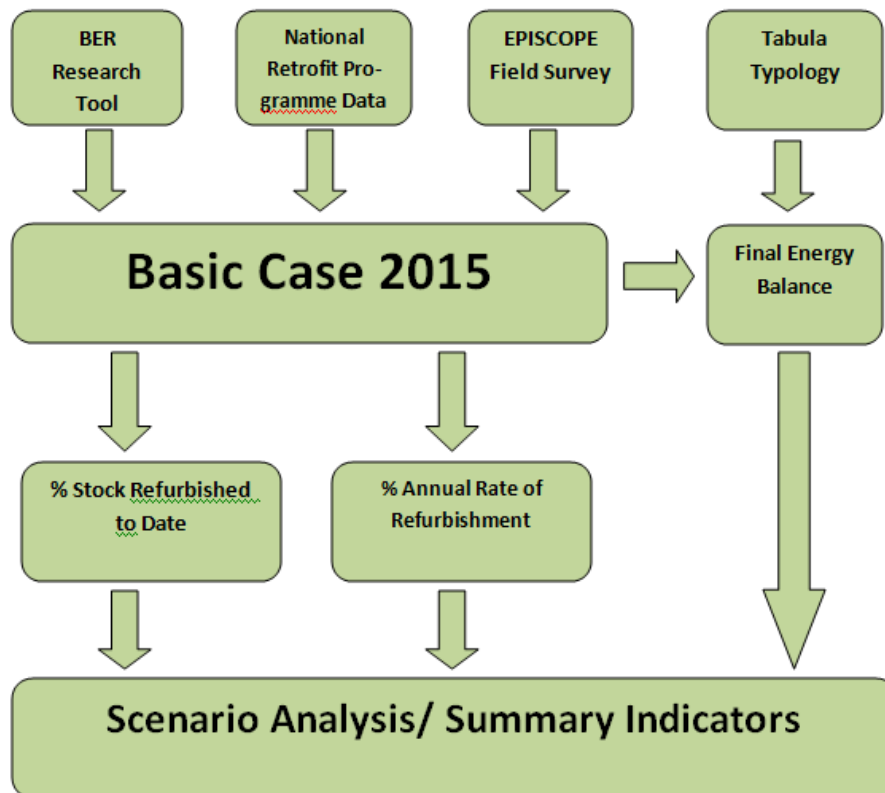 BER
Research
Tool
National
Retrofit Pro-
gramme Data
EPISCOPE
Field Survey
Tabula
Typology
Basic Case 2015
Final Energy
Balance
% Stock Refurbished
to Date
% Annual Rate of
Refurbishment
Scenario Analysis/ Summary Indicators